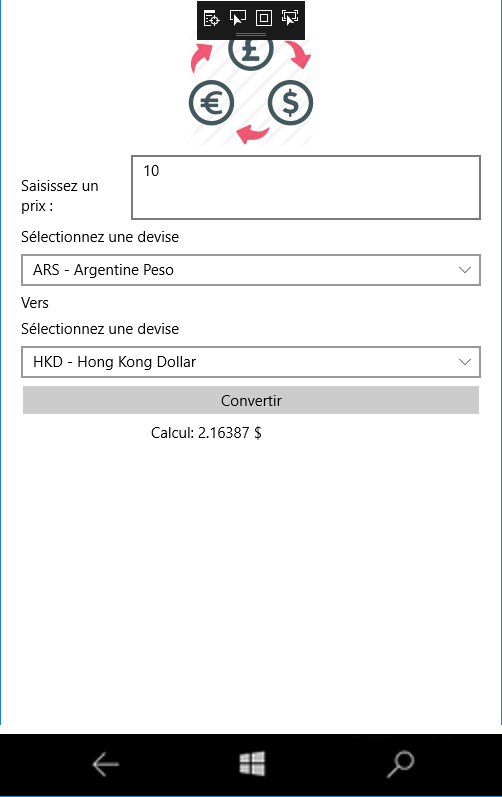 £
€
$
Saisissez un
prix :
10
Sélectionnez une devise
ARS - Argentine Peso
Vers
Sélectionnez une devise
HKD - Hong Kong Dollar
Convertir
Calcul: 2.16387 $